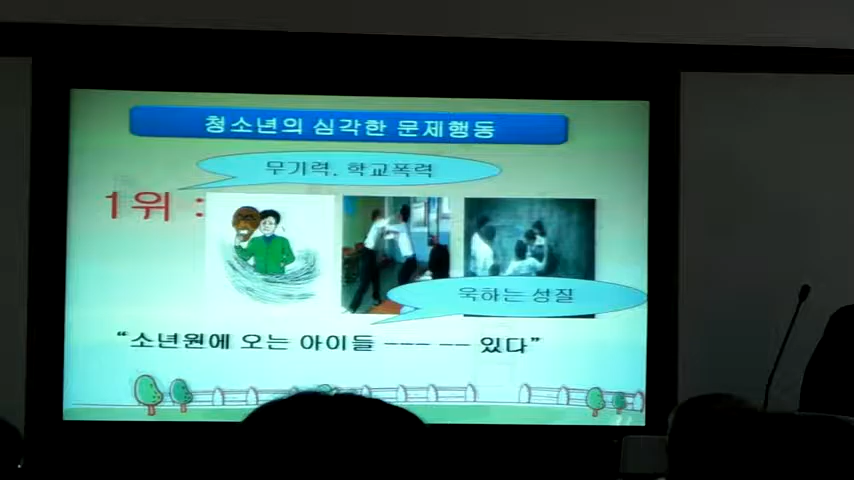 청소년의 심각한 문제행동
무기력, 학교폭력
1위 :
욱하는 성질
“소년원에 오는 아이들 --- -- 있다”